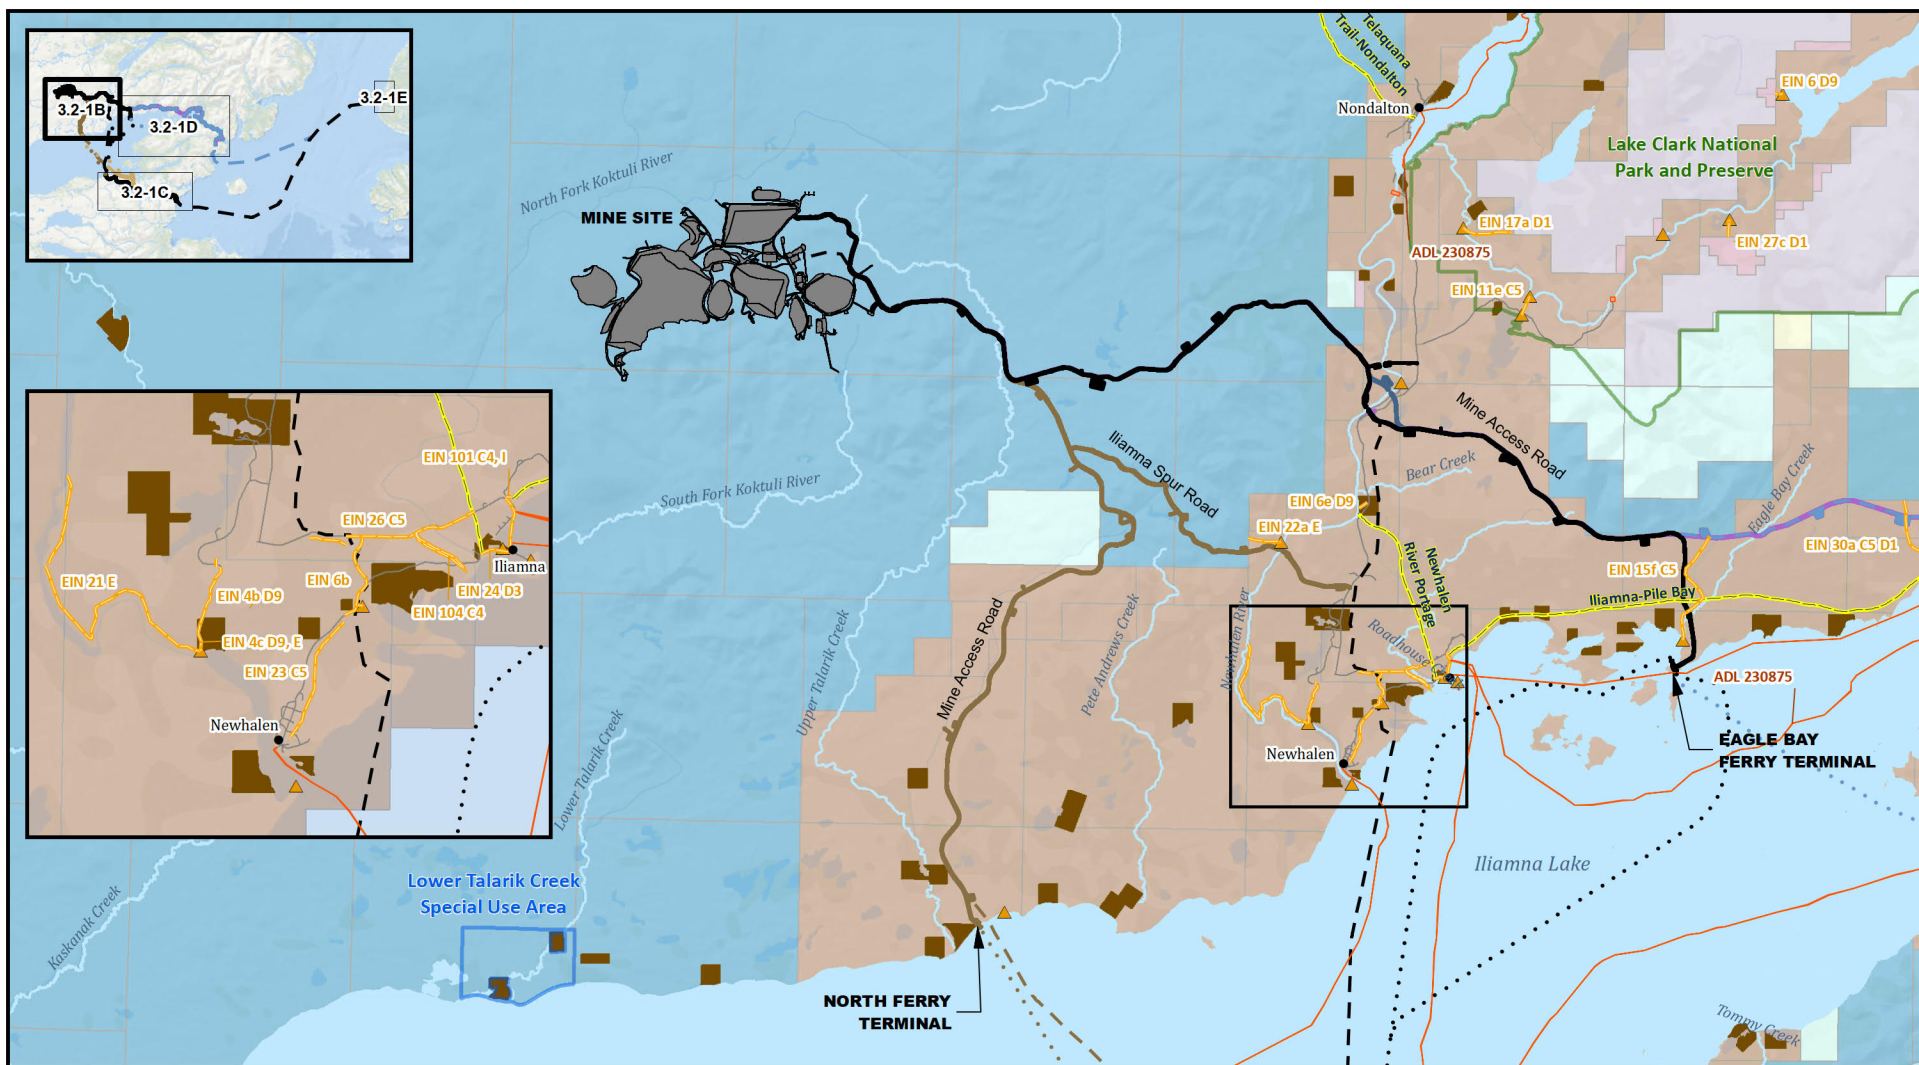 3.2-1B
3.2-1D
3.2-1E
3.2-1C
North Fork Koktuli River
MINE SITE
Telaquana
Trail-Nondalton
Nondalton
EIN 6 D9
Lake Clark National
Park and Preserve
EIN 17a D1
EIN 27c D1
ADL 230875
EIN 11e C5
Mine Access Road
Iliamna Spur Road
Bear Creek
South Fork Koktuli River
Eagle Bay Creek
EIN 6e D9
EIN 22a E
EIN 30a C5 D1
EIN 15f C5
Newhalen
River Portage
Iliamna-Pile Bay
Newhalen River
Roadhouse
Pete Andrews Creek
Mine Access Road
Upper Talarik Creek
Lower Talarik Creek
ADL 230875
EAGLE BAY
FERRY TERMINAL
Newhalen
Iliamna Lake
Lower Talarik Creek
Special Use Area
Kaskanak Creek
NORTH FERRY
TERMINAL
Tommy Creek
EIN 101 C4, I
EIN 26 C5
Iliamna
EIN 21 E
EIN 4b D9
EIN 6b
EIN 24 D3
EIN 104 C4
EIN 4c D9, E
EIN 23 C5
Newhalen